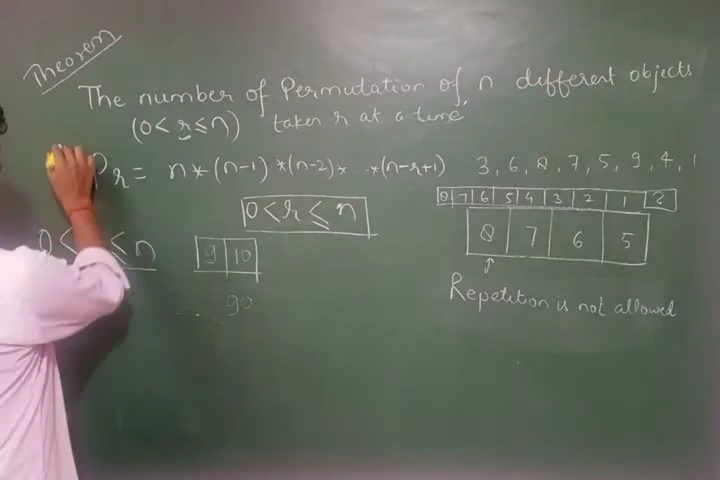 Theorem
The number of Permutation of n different objects
(0 < r ≤ n) taken r at a time
Pr = n * (n-1) * (n-2) * . * (n-r+1)
3, 6, 8, 7, 5, 9, 4, 1
0 < r ≤ n
8 7 6 5 4 3 2 1 ?
8 7 6 5
0 < ≤ n
9 10
90
Repetition is not allowed